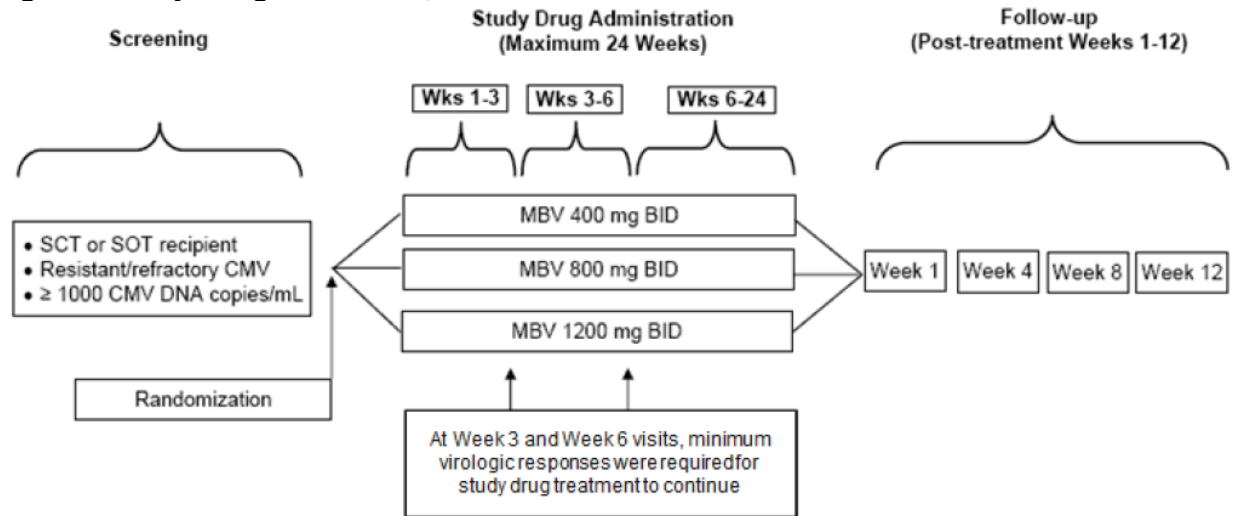 Screening
Study Drug Administration
(Maximum 24 Weeks)
Follow-up
(Post-treatment Weeks 1-12)
Wks 1-3
Wks 3-6
Wks 6-24
• SCT or SOT recipient
• Resistant/refractory CMV
• ≥ 1000 CMV DNA copies/mL
MBV 400 mg BID
MBV 800 mg BID
MBV 1200 mg BID
Week 1
Week 4
Week 8
Week 12
Randomization
At Week 3 and Week 6 visits, minimum
virologic responses were required for
study drug treatment to continue